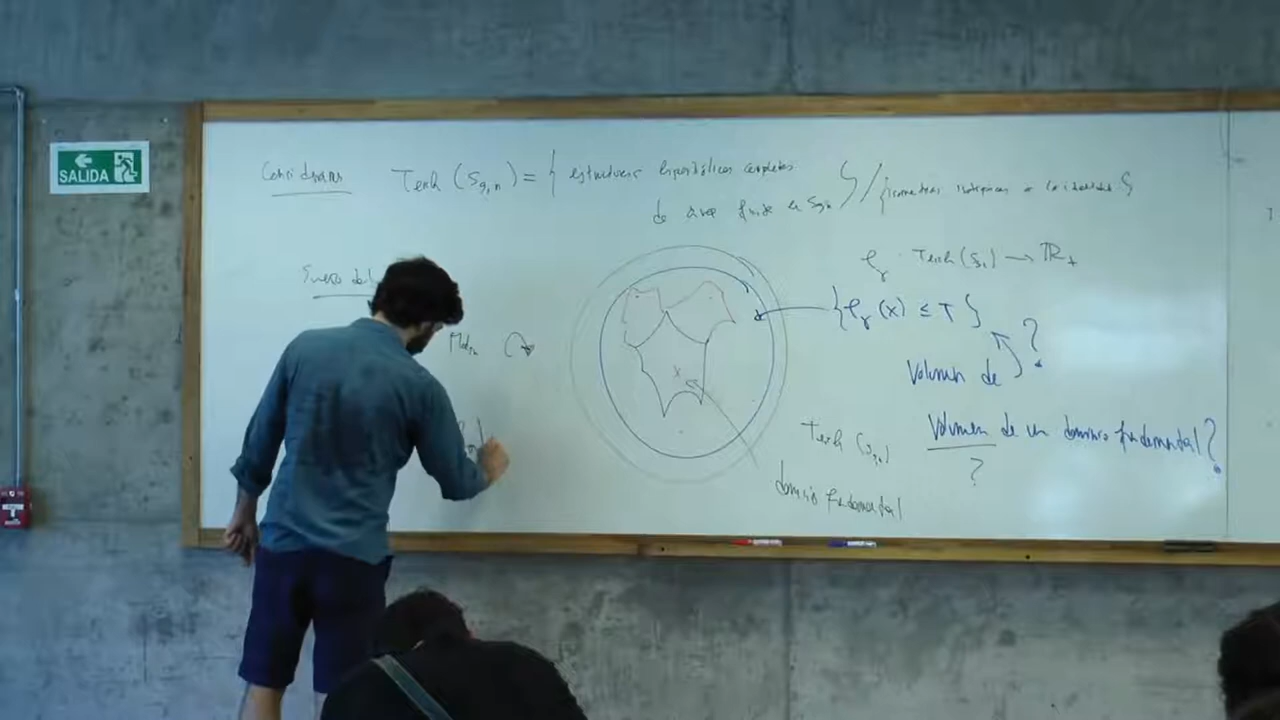 SALIDA
Consideramos Teich (S_{g,n}) = { estructuras hiperbólicas completas
de area finita en S_{g,n} } / {isometrías isotópicas a la identidad}
ℓ_γ : Teich (S_{g,n}) → ℝ_+
{ ℓ_γ (x) ≤ T }
?
Volumen de
Teich (S_{g,n})
Volumen de un dominio fundamental?
?
dominio fundamental
x